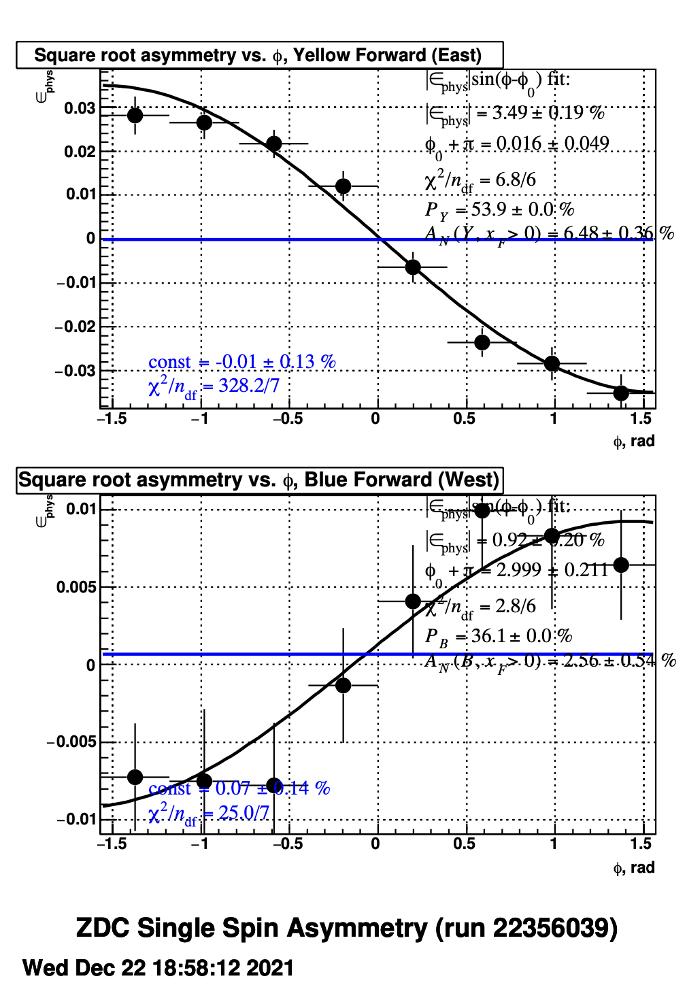 Square root asymmetry vs. ϕ, Yellow Forward (East)
∈phys
|∈phys|sin(ϕ-ϕ0) fit:
|∈phys| = 3.49 ± 0.19 %
ϕ0 + π = 0.016 ± 0.049
χ2/ndf = 6.8/6
PY = 53.9 ± 0.0 %
AN (Y, xF > 0) = 6.48 ± 0.36 %
0.03
0.02
0.01
0
−0.01
−0.02
−0.03
const = -0.01 ± 0.13 %
χ2/ndf = 328.2/7
−1.5 −1 −0.5 0 0.5 1 1.5
ϕ, rad
Square root asymmetry vs. ϕ, Blue Forward (West)
∈phys
|∈phys|sin(ϕ-ϕ0) fit:
|∈phys| = 0.92 ± 0.20 %
ϕ0 + π = 2.999 ± 0.211
χ2/ndf = 2.8/6
PB = 36.1 ± 0.0 %
AN (B, xF > 0) = 2.56 ± 0.54 %
0.01
0.005
0
−0.005
−0.01
const = 0.07 ± 0.14 %
χ2/ndf = 25.0/7
−1.5 −1 −0.5 0 0.5 1 1.5
ϕ, rad
ZDC Single Spin Asymmetry (run 22356039)
Wed Dec 22 18:58:12 2021